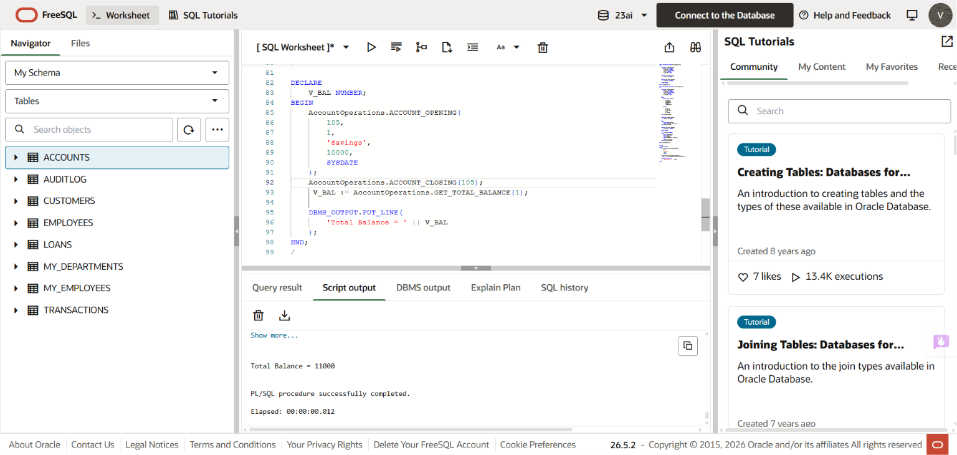 FreeSQL
>_ Worksheet
SQL Tutorials
23ai
Connect to the Database
Help and Feedback
V
Navigator
Files
My Schema
Tables
Search objects
ACCOUNTS
AUDITLOG
CUSTOMERS
EMPLOYEES
LOANS
MY_DEPARTMENTS
MY_EMPLOYEES
TRANSACTIONS
[ SQL Worksheet ]*
Aa
81
82 DECLARE
83 V_BAL NUMBER;
84 BEGIN
85 AccountOperations.ACCOUNT_OPENING(
86 105,
87 1,
88 'Savings',
89 10000,
90 SYSDATE
91 );
92 AccountOperations.ACCOUNT_CLOSING(105);
93 V_BAL := AccountOperations.GET_TOTAL_BALANCE(1);
94
95 DBMS_OUTPUT.PUT_LINE(
96 'Total Balance = ' || V_BAL
97 );
98 END;
99 /
Query result
Script output
DBMS output
Explain Plan
SQL history
Show more...
Total Balance = 11000
PL/SQL procedure successfully completed.
Elapsed: 00:00:00.012
SQL Tutorials
Community
My Content
My Favorites
Rece
Search
Tutorial
Creating Tables: Databases for...
An introduction to creating tables and the
types of these available in Oracle Database.
Created 8 years ago
7 likes
13.4K executions
Tutorial
Joining Tables: Databases for...
An introduction to the join types available in
Oracle Database.
Created 7 years ago
About Oracle
Contact Us
Legal Notices
Terms and Conditions
Your Privacy Rights
Delete Your FreeSQL Account
Cookie Preferences
26.5.2 - Copyright © 2015, 2026 Oracle and/or its affiliates All rights reserved